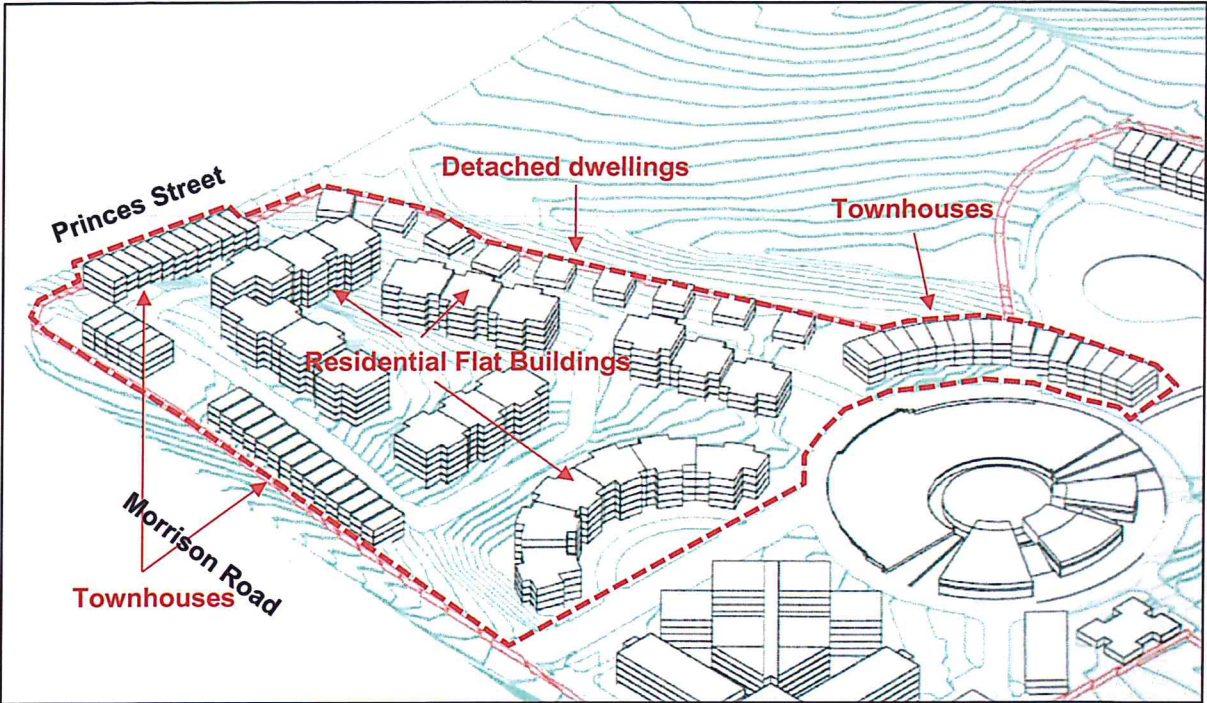 Detached dwellings
Princes Street
Townhouses
Residential Flat Buildings
Morrison Road
Townhouses